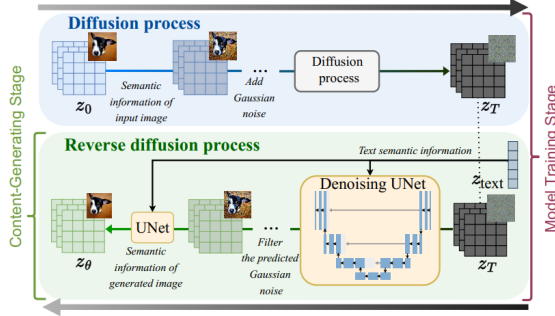 Diffusion process
z0
Semantic
information of
input image
...
Add
Gaussian
noise
Diffusion
process
zT
Reverse diffusion process
Text semantic information
ztext
zθ
UNet
Semantic
information of
generated image
...
Filter
the predicted
Gaussian
noise
Denoising UNet
zT
Content-Generating Stage
Model Training Stage